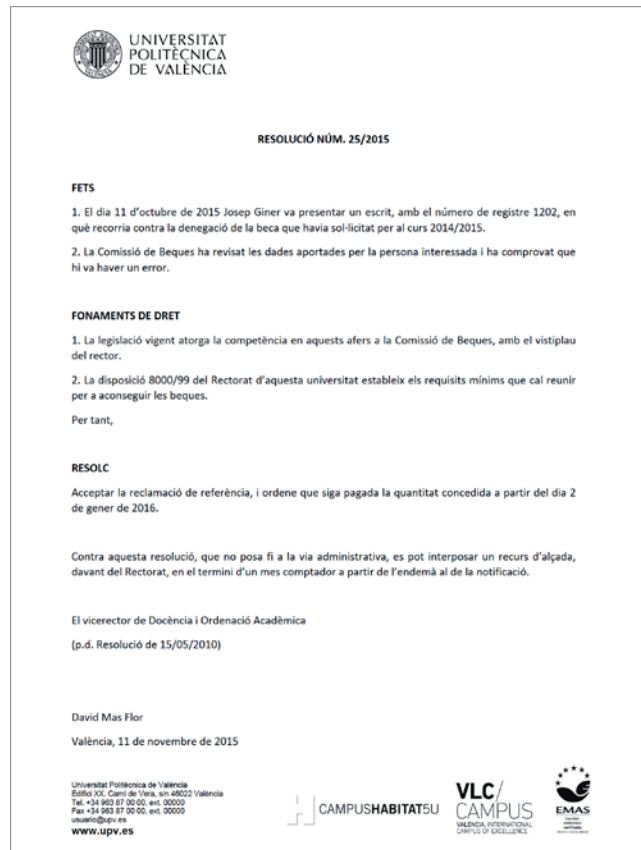 UNIVERSITAT
POLITÈCNICA
DE VALÈNCIA
RESOLUCIÓ NÚM. 25/2015
FETS
1. El dia 11 d'octubre de 2015 Josep Giner va presentar un escrit, amb el número de registre 1202, en
què recorria contra la denegació de la beca que havia sol·licitat per al curs 2014/2015.
2. La Comissió de Beques ha revisat les dades aportades per la persona interessada i ha comprovat que
hi va haver un error.
FONAMENTS DE DRET
1. La legislació vigent atorga la competència en aquests afers a la Comissió de Beques, amb el vistiplau
del rector.
2. La disposició 8000/99 del Rectorat d'aquesta universitat estableix els requisits mínims que cal reunir
per a aconseguir les beques.
Per tant,
RESOLC
Acceptar la reclamació de referència, i ordene que siga pagada la quantitat concedida a partir del dia 2
de gener de 2016.
Contra aquesta resolució, que no posa fi a la via administrativa, es pot interposar un recurs d'alçada,
davant del Rectorat, en el termini d'un mes comptador a partir de l'endemà al de la notificació.
El vicerector de Docència i Ordenació Acadèmica
(p.d. Resolució de 15/05/2010)
David Mas Flor
València, 11 de novembre de 2015
Universitat Politècnica de València
Edifici XX. Camí de Vera, s/n 46022 València
Tel. +34 963 87 00 00, ext. 00000
Fax +34 963 87 00 00, ext. 00000
usuario@upv.es
www.upv.es
CAMPUSHABITAT5U
VLC/
CAMPUS
VALENCIA, INTERNATIONAL
CAMPUS OF EXCELLENCE
EMAS